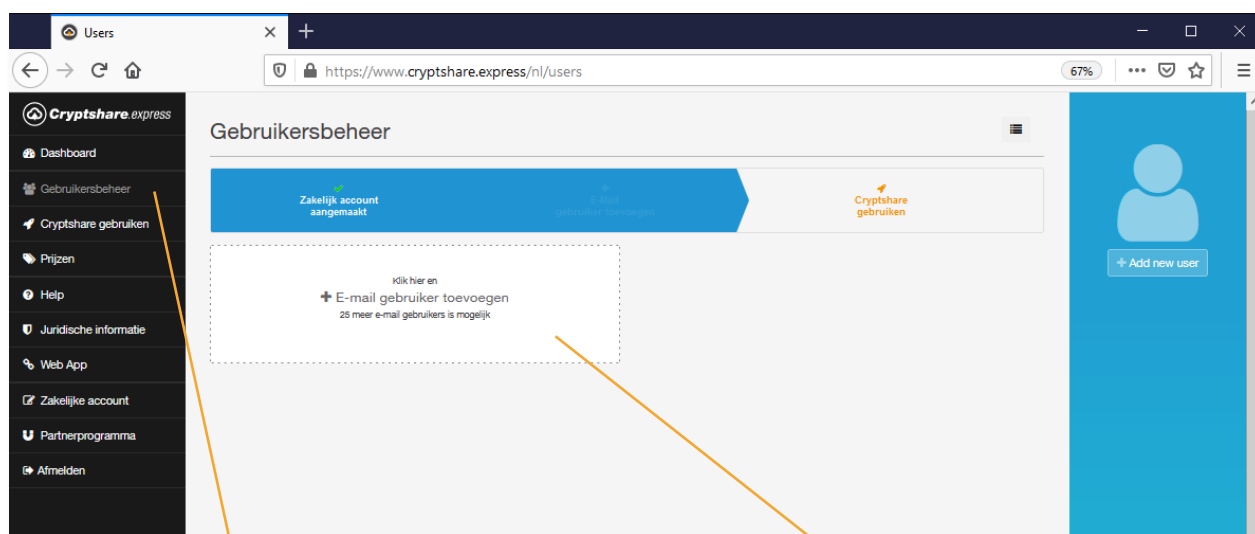 Users
https://www.cryptshare.express/nl/users
67%
Cryptshare.express
Dashboard
Gebruikersbeheer
Cryptshare gebruiken
Prijzen
Help
Juridische informatie
Web App
Zakelijke account
Partnerprogramma
Afmelden
Gebruikersbeheer
Zakelijk account
aangemaakt
E-Mail
gebruiker toevoegen
Cryptshare
gebruiken
Klik hier en
+ E-mail gebruiker toevoegen
25 meer e-mail gebruikers is mogelijk
+ Add new user